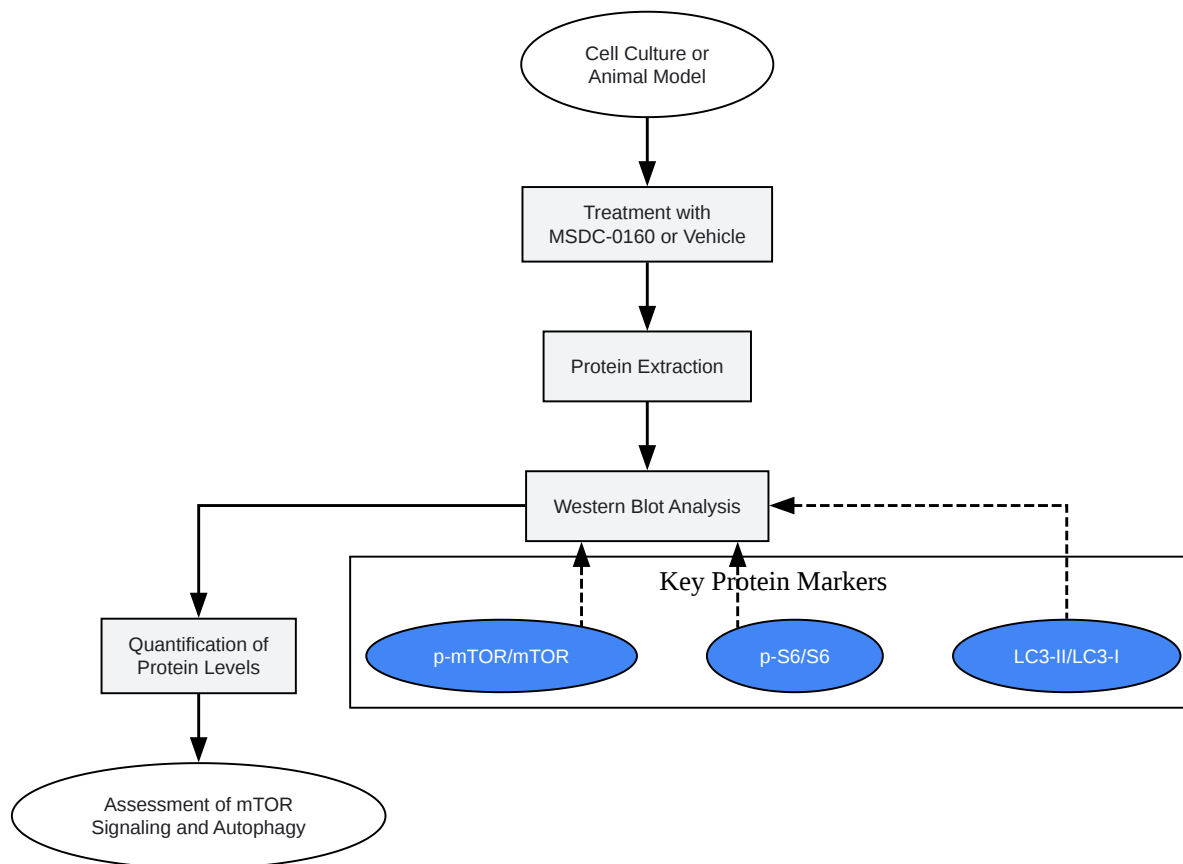 Cell Culture or
Animal Model
Treatment with
MSDC-0160 or Vehicle
Protein Extraction
Western Blot Analysis
Key Protein Markers
Quantification of
Protein Levels
p-mTOR/mTOR
p-S6/S6
LC3-II/LC3-I
Assessment of mTOR
Signaling and Autophagy